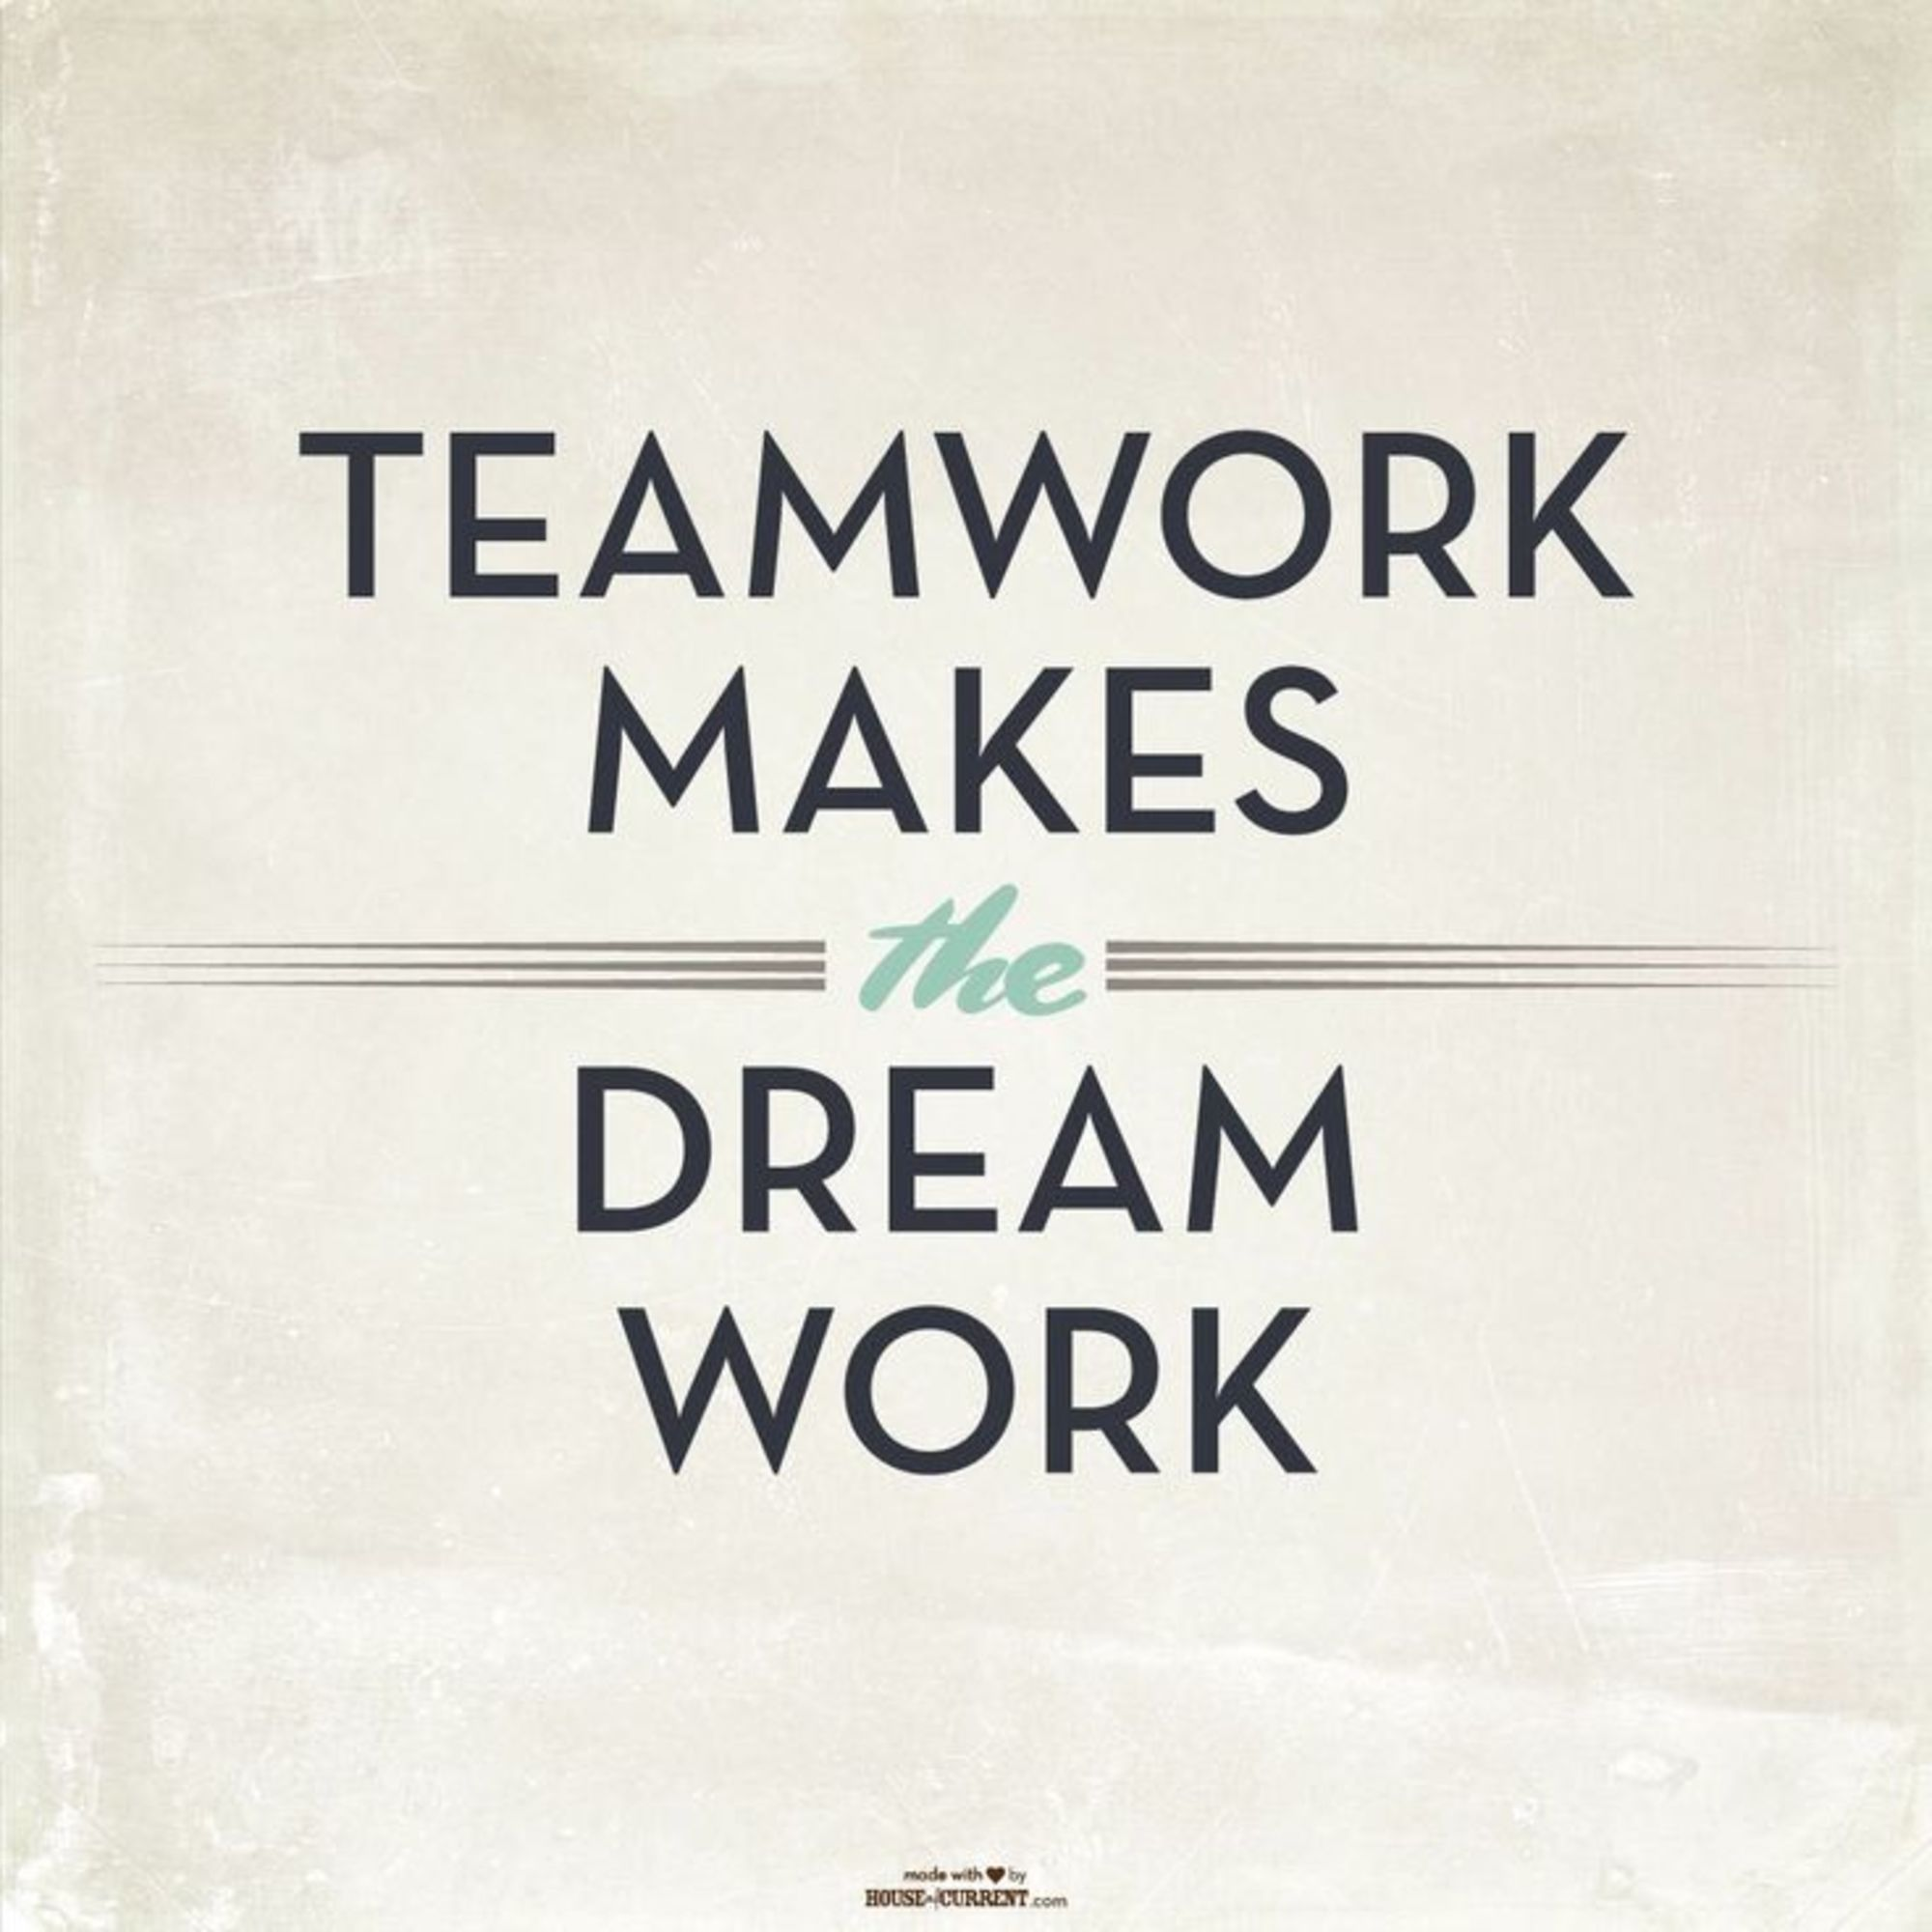 TEAMWORK
MAKES
the
DREAM
WORK
made with ♥ by
HOUSE of CURRENT.com